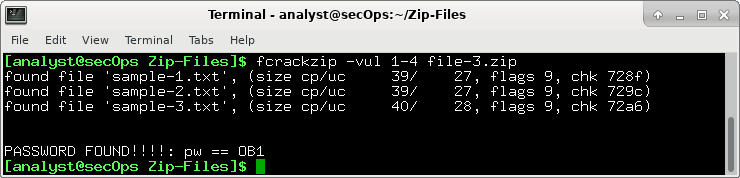 Terminal - analyst@secOps:~/Zip-Files
File Edit View Terminal Tabs Help
[analyst@secOps Zip-Files]$ fcrackzip -vul 1-4 file-3.zip
found file 'sample-1.txt', (size cp/uc     39/    27, flags 9, chk 728f)
found file 'sample-2.txt', (size cp/uc     39/    27, flags 9, chk 729c)
found file 'sample-3.txt', (size cp/uc     40/    28, flags 9, chk 72a6)
PASSWORD FOUND!!!!: pw == OB1
[analyst@secOps Zip-Files]$